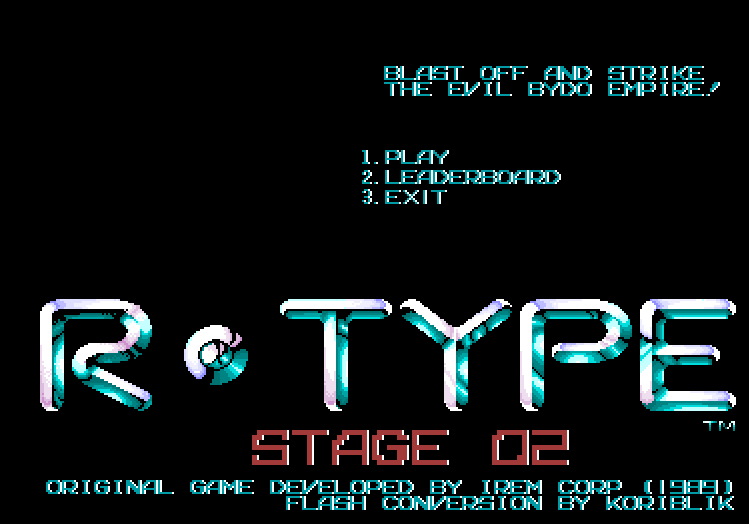 BLAST OFF AND STRIKE
THE EVIL BYDO EMPIRE!
1. PLAY
2. LEADERBOARD
3. EXIT
R•TYPE
TM
STAGE 02
ORIGINAL GAME DEVELOPED BY IREM CORP (1989)
FLASH CONVERSION BY KORIBLIK